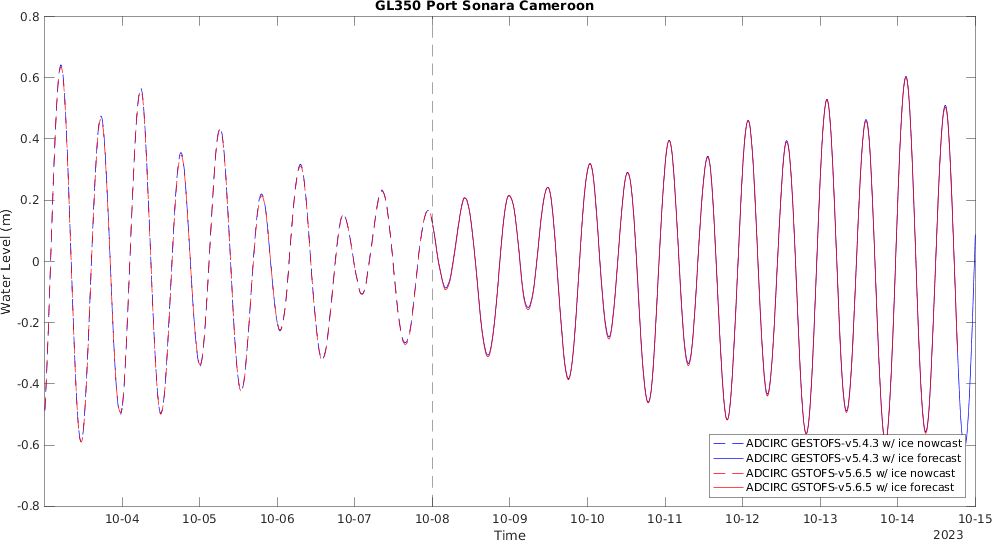 GL350 Port Sonara Cameroon
0.8
0.6
0.4
0.2
0
-0.2
-0.4
-0.6
-0.8
Water Level (m)
ADCIRC GESTOFS-v5.4.3 w/ ice nowcast
ADCIRC GESTOFS-v5.4.3 w/ ice forecast
ADCIRC GSTOFS-v5.6.5 w/ ice nowcast
ADCIRC GSTOFS-v5.6.5 w/ ice forecast
10-04 10-05 10-06 10-07 10-08 10-09 10-10 10-11 10-12 10-13 10-14 10-15
Time
2023